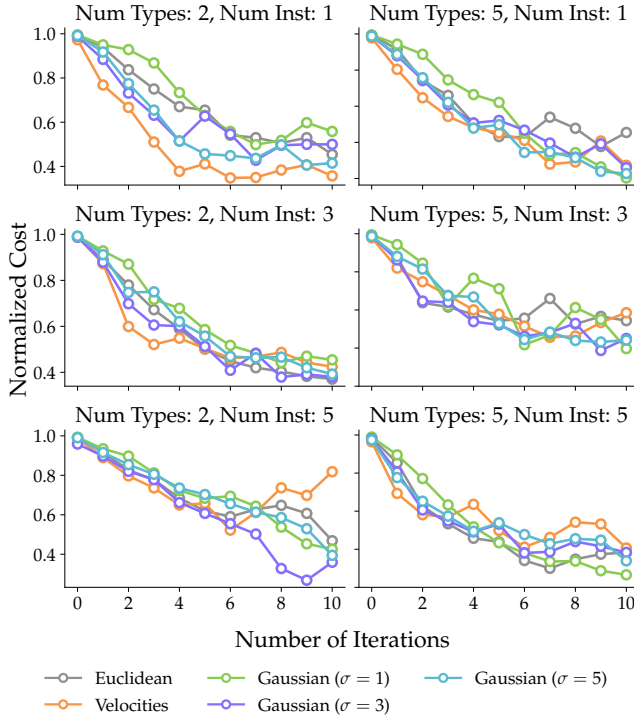 Num Types: 2, Num Inst: 1
Num Types: 5, Num Inst: 1
1.0
0.8
0.6
0.4
Num Types: 2, Num Inst: 3
Num Types: 5, Num Inst: 3
Normalized Cost
1.0
0.8
0.6
0.4
Num Types: 2, Num Inst: 5
Num Types: 5, Num Inst: 5
1.0
0.8
0.6
0.4
0 2 4 6 8 10
0 2 4 6 8 10
Number of Iterations
Euclidean
Gaussian (σ = 1)
Gaussian (σ = 5)
Velocities
Gaussian (σ = 3)